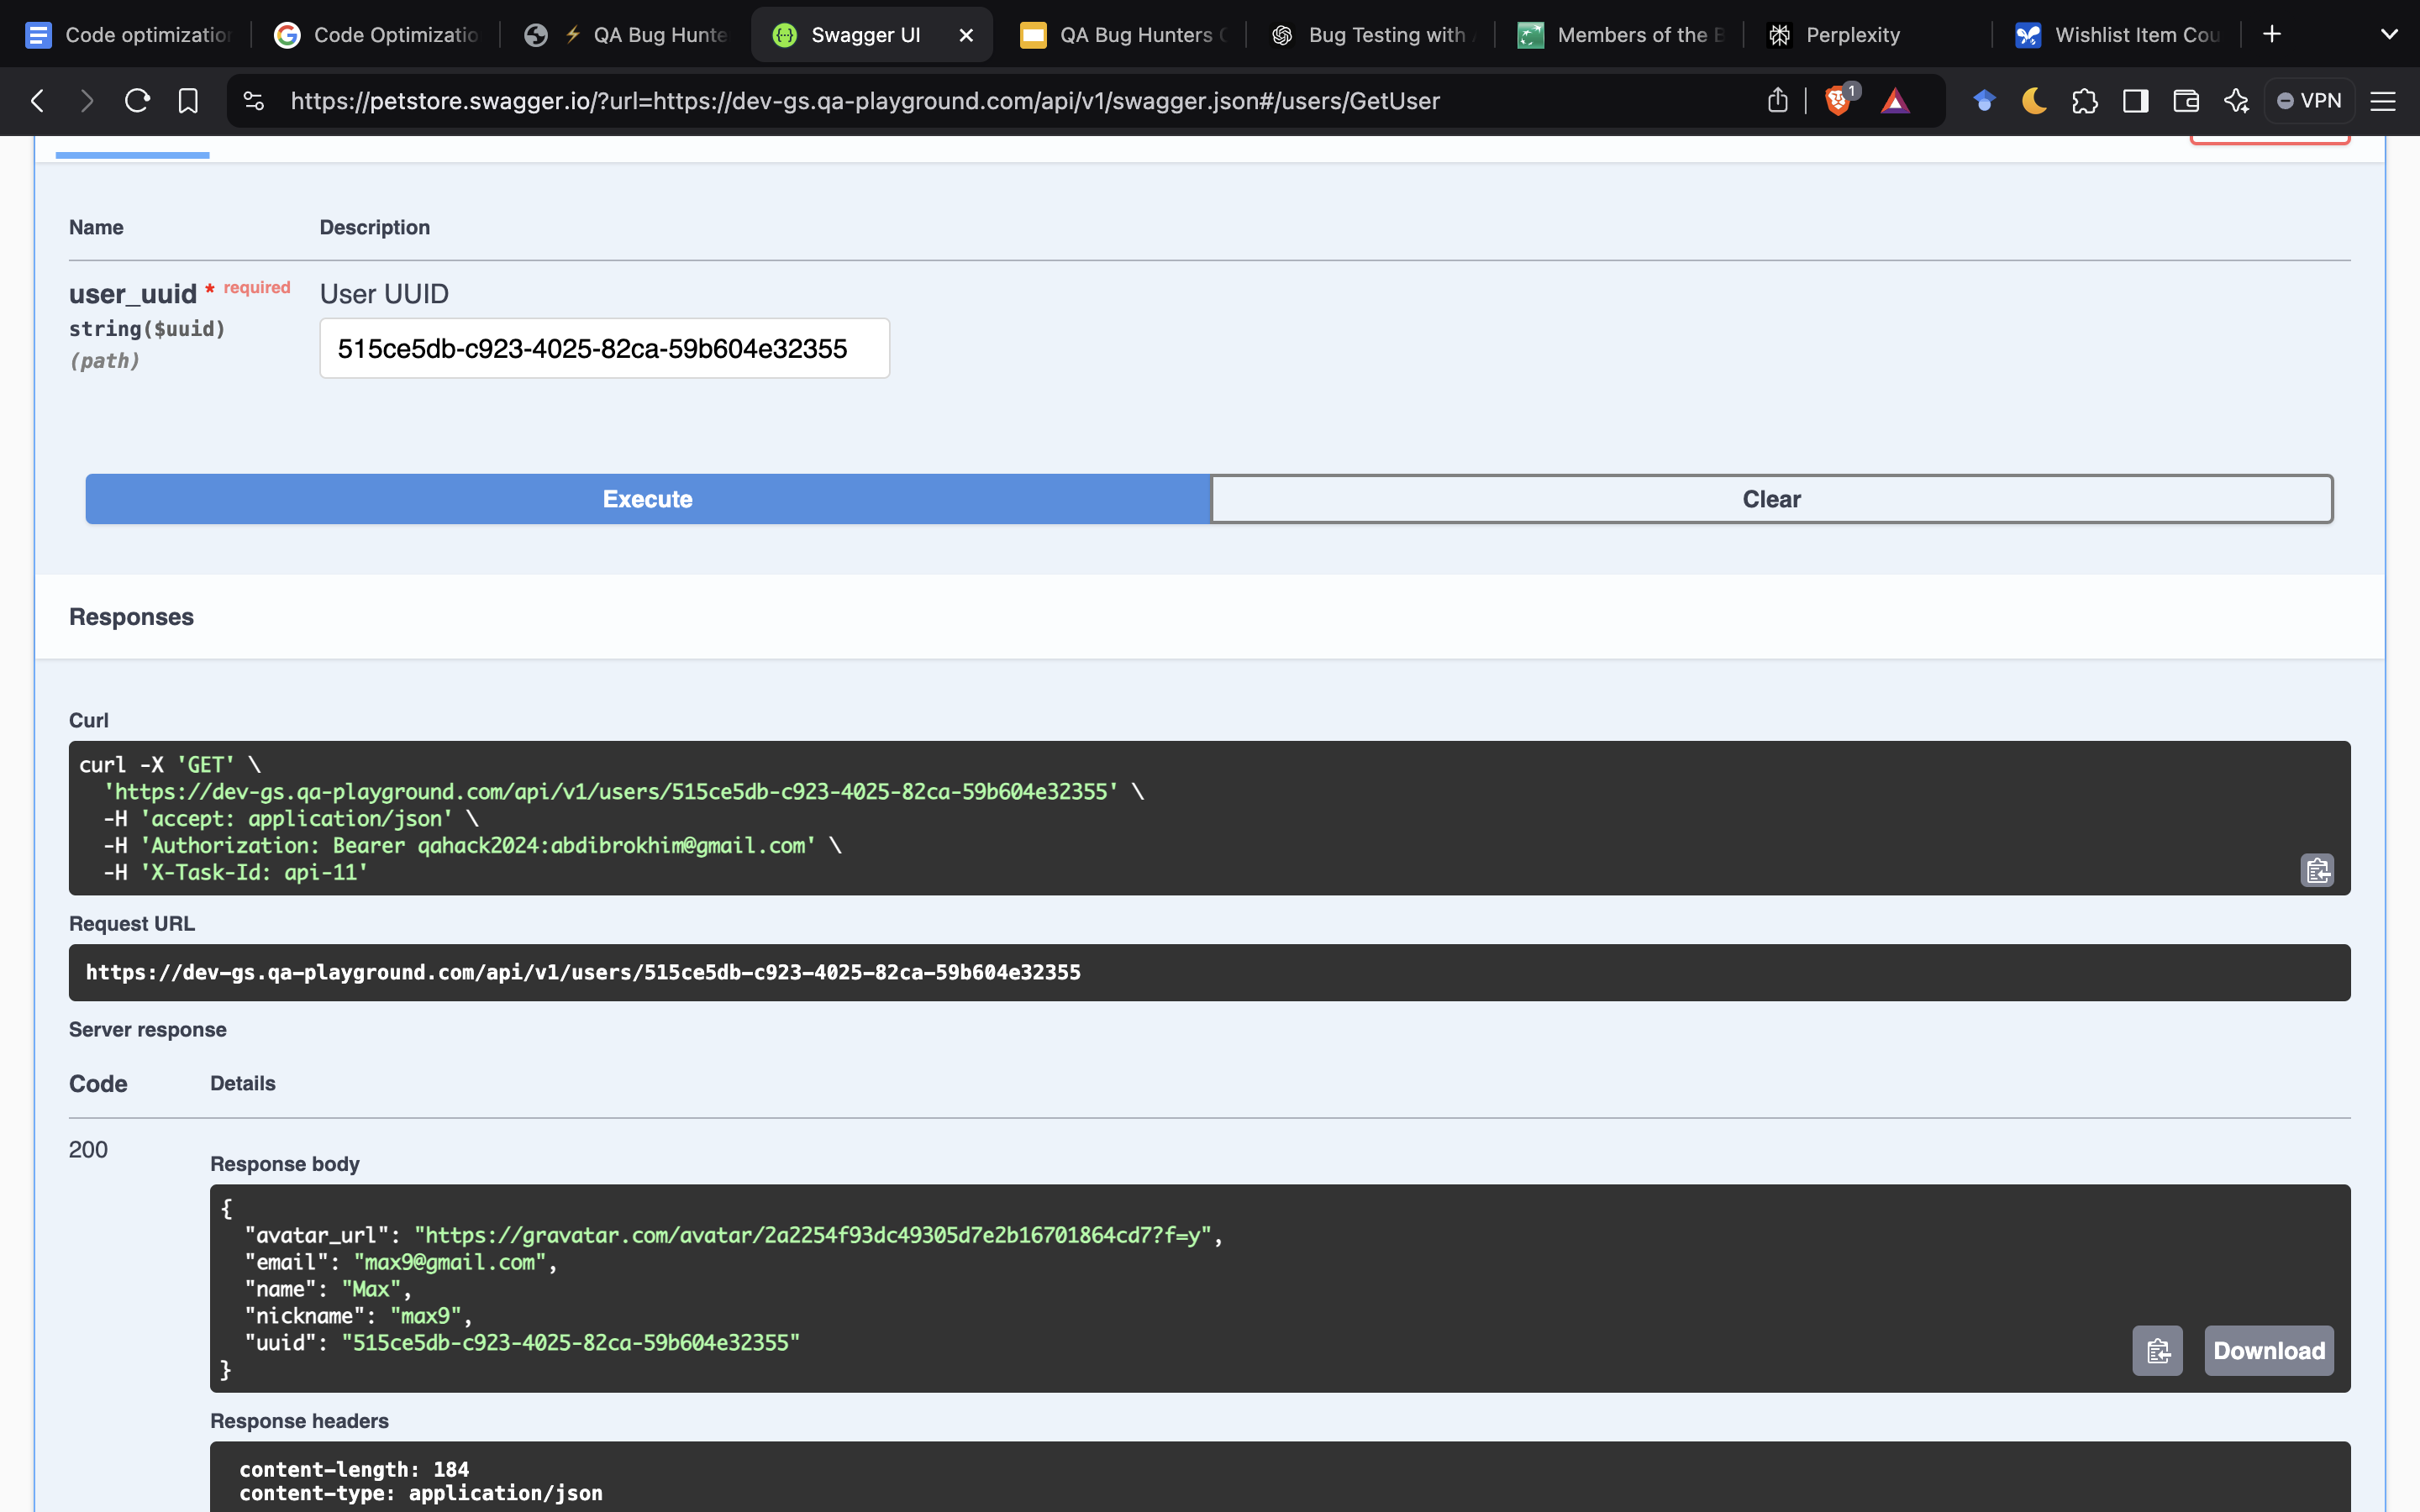 Code optimization
Code Optimizatio
⚡ QA Bug Hunte
Swagger UI
QA Bug Hunters C
Bug Testing with
Members of the B
Perplexity
Wishlist Item Cou
https://petstore.swagger.io/?url=https://dev-gs.qa-playground.com/api/v1/swagger.json#/users/GetUser
1
VPN
Name Description
user_uuid * required User UUID
string($uuid)
(path)
515ce5db-c923-4025-82ca-59b604e32355
Execute Clear
Responses
Curl
curl -X 'GET' \
'https://dev-gs.qa-playground.com/api/v1/users/515ce5db-c923-4025-82ca-59b604e32355' \
-H 'accept: application/json' \
-H 'Authorization: Bearer qahack2024:abdibrokhim@gmail.com' \
-H 'X-Task-Id: api-11'
Request URL
https://dev-gs.qa-playground.com/api/v1/users/515ce5db-c923-4025-82ca-59b604e32355
Server response
Code Details
200
Response body
{
"avatar_url": "https://gravatar.com/avatar/2a2254f93dc49305d7e2b16701864cd7?f=y",
"email": "max9@gmail.com",
"name": "Max",
"nickname": "max9",
"uuid": "515ce5db-c923-4025-82ca-59b604e32355"
}
Download
Response headers
content-length: 184
content-type: application/json